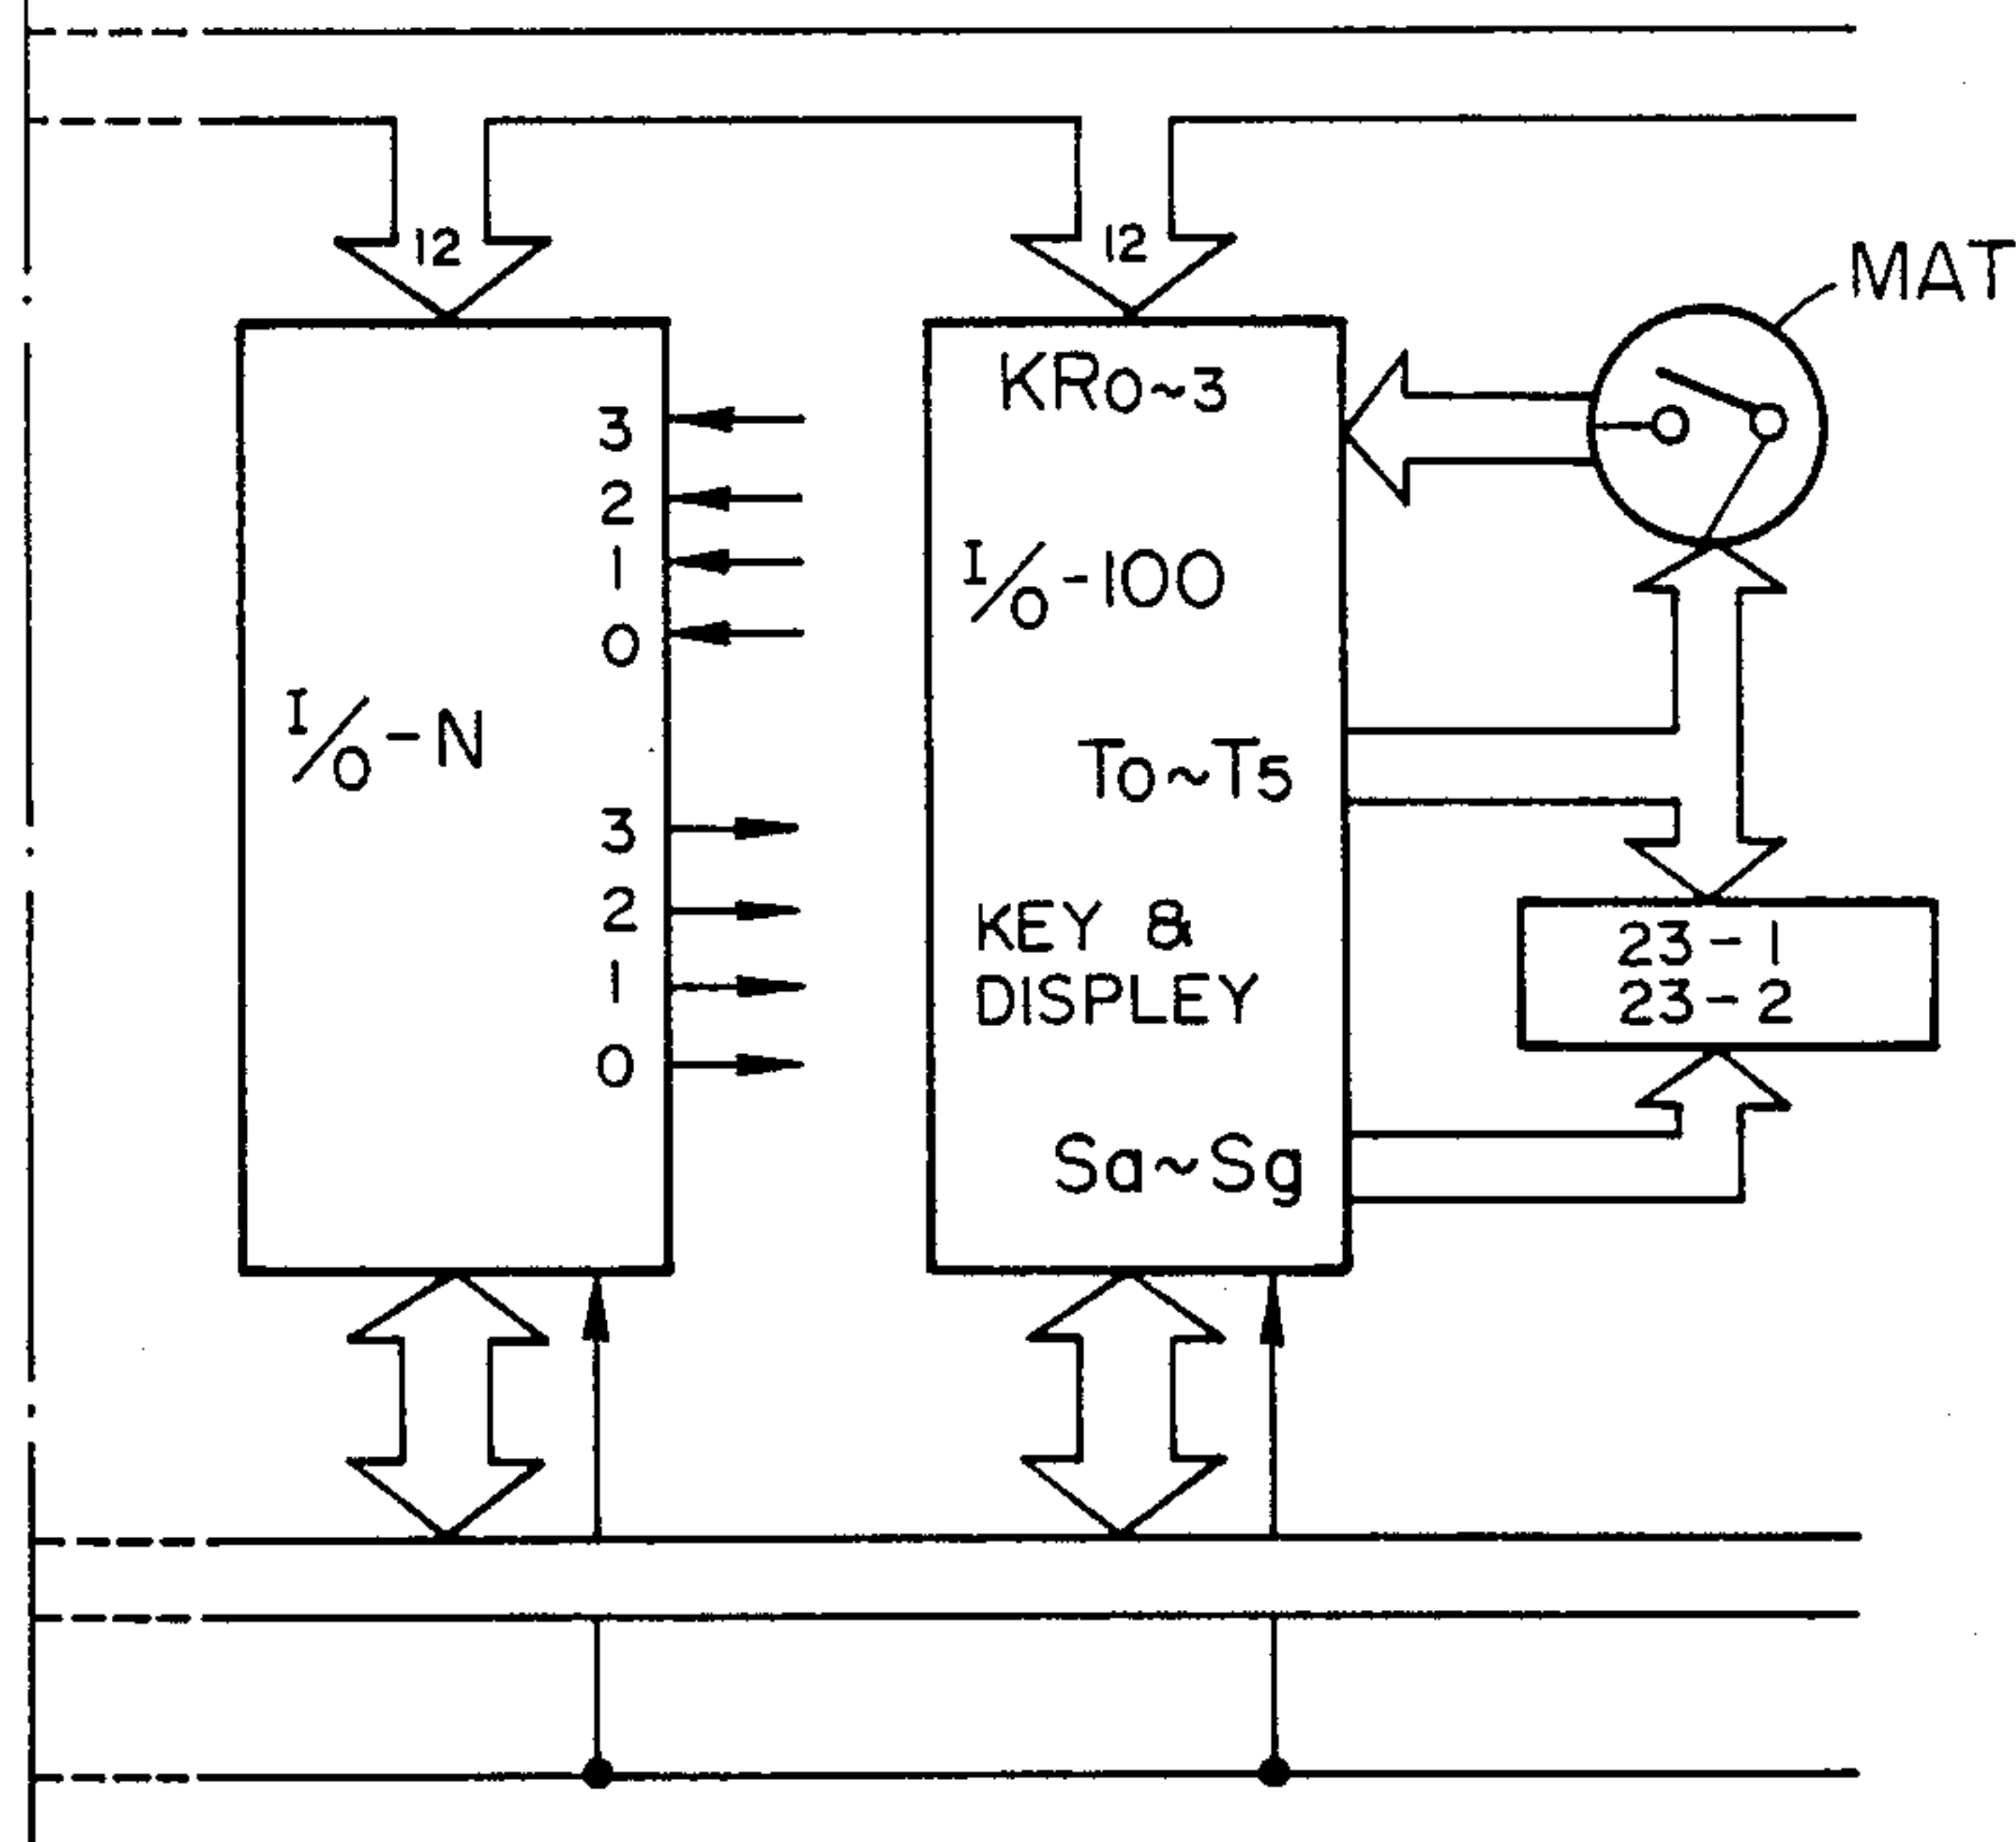 12
12
MAT
3
2
1
0
I/O-N
3
2
1
0
KR0~3
I/O-100
T0~T5
KEY &
DISPLEY
Sa~Sg
23-1
23-2